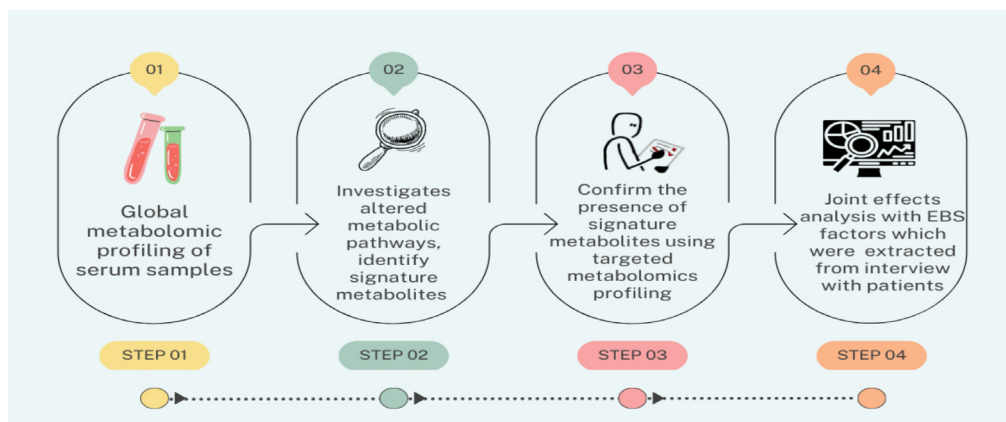 01
02
03
04
Global
metabolomic
profiling of
serum samples
Investigates
altered
metabolic
pathways,
identify
signature
metabolites
Confirm the
presence of
signature
metabolites using
targeted
metabolomics
profiling
Joint effects
analysis with EBS
factors which
were extracted
from interview
with patients
STEP 01
STEP 02
STEP 03
STEP 04